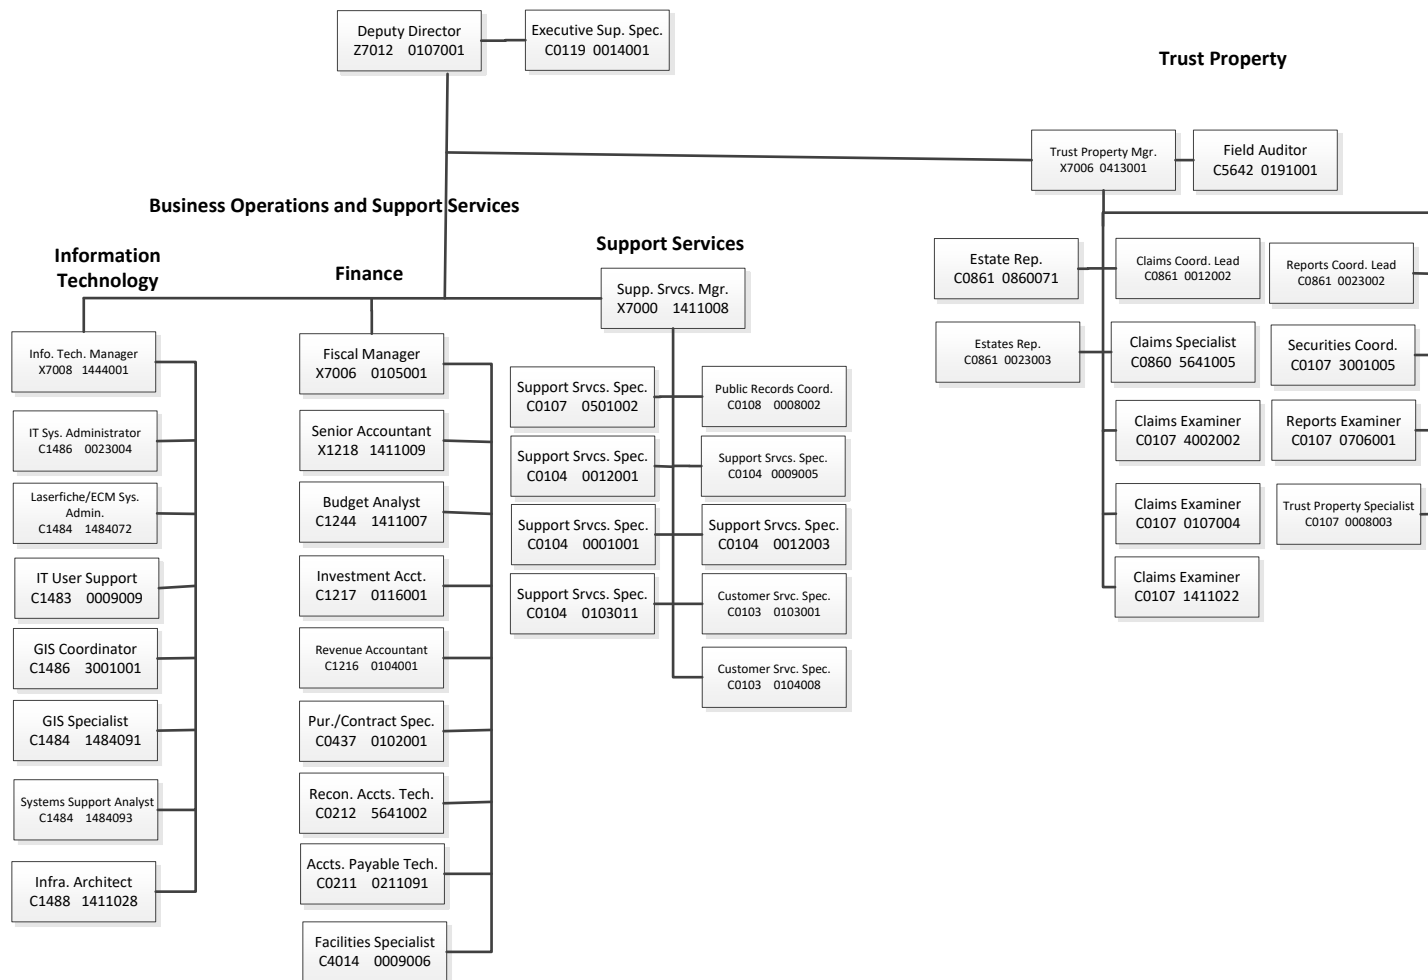 Deputy Director
Z7012 0107001
Executive Sup. Spec.
C0119 0014001
Trust Property
Trust Property Mgr.
X7006 0413001
Field Auditor
C5642 0191001
Business Operations and Support Services
Information
Technology
Finance
Support Services
Supp. Srvcs. Mgr.
X7000 1411008
Info. Tech. Manager
X7008 1444001
IT Sys. Administrator
C1486 0023004
Laserfiche/ECM Sys.
Admin.
C1484 1484072
IT User Support
C1483 0009009
GIS Coordinator
C1486 3001001
GIS Specialist
C1484 1484091
Systems Support Analyst
C1484 1484093
Infra. Architect
C1488 1411028
Fiscal Manager
X7006 0105001
Senior Accountant
X1218 1411009
Budget Analyst
C1244 1411007
Investment Acct.
C1217 0116001
Revenue Accountant
C1216 0104001
Pur./Contract Spec.
C0437 0102001
Recon. Accts. Tech.
C0212 5641002
Accts. Payable Tech.
C0211 0211091
Facilities Specialist
C4014 0009006
Support Srvcs. Spec.
C0107 0501002
Support Srvcs. Spec.
C0104 0012001
Support Srvcs. Spec.
C0104 0001001
Support Srvcs. Spec.
C0104 0103011
Public Records Coord.
C0108 0008002
Support Srvcs. Spec.
C0104 0009005
Support Srvcs. Spec.
C0104 0012003
Customer Srvc. Spec.
C0103 0103001
Customer Srvc. Spec.
C0103 0104008
Estate Rep.
C0861 0860071
Estates Rep.
C0861 0023003
Claims Coord. Lead
C0861 0012002
Claims Specialist
C0860 5641005
Claims Examiner
C0107 4002002
Claims Examiner
C0107 0107004
Claims Examiner
C0107 1411022
Reports Coord. Lead
C0861 0023002
Securities Coord.
C0107 3001005
Reports Examiner
C0107 0706001
Trust Property Specialist
C0107 0008003